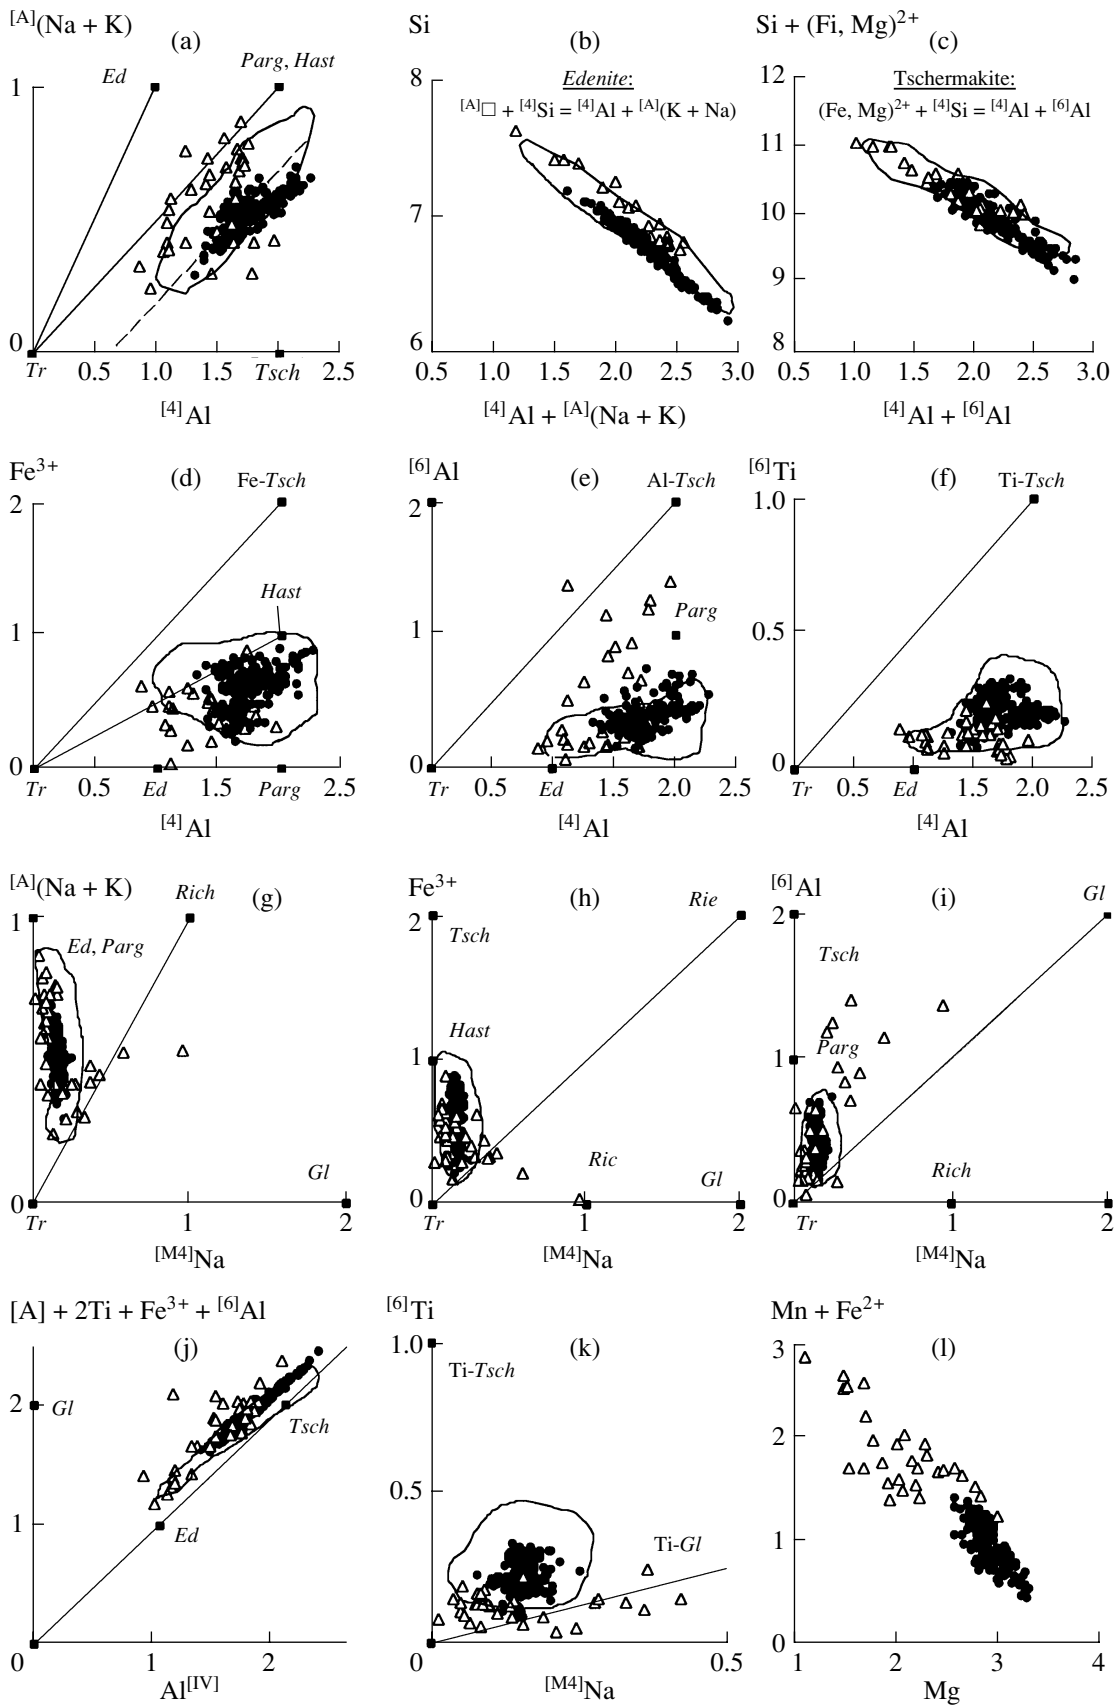 [A](Na + K)
(a)
Ed
Parg, Hast
1
0
Tr
0.5
1.0
1.5
Tsch
2.5
[4]Al
Si
(b)
8
Edenite:
[A]□ + [4]Si = [4]Al + [A](K + Na)
7
6
0.5
1.0
1.5
2.0
2.5
3.0
[4]Al + [A](Na + K)
Si + (Fi, Mg)2+
(c)
12
Tschermakite:
(Fe, Mg)2+ + [4]Si = [4]Al + [6]Al
11
10
9
8
0.5
1.0
1.5
2.0
2.5
3.0
[4]Al + [6]Al
Fe3+
(d)
Fe-Tsch
2
Hast
1
0
Tr
0.5
Ed
1.5
Parg
2.5
[4]Al
[6]Al
(e)
Al-Tsch
2
Parg
1
0
Tr
0.5
Ed
1.5
2.0
2.5
[4]Al
[6]Ti
(f)
Ti-Tsch
1.0
0.5
0
Tr
Ed
1.5
2.0
2.5
[4]Al
[A](Na + K)
(g)
Rich
1
Ed, Parg
Gl
0
Tr
1
2
[M4]Na
Fe3+
(h)
Rie
2
Tsch
Hast
1
Ric
Gl
0
Tr
1
2
[M4]Na
[6]Al
(i)
Gl
2
Tsch
Parg
1
Rich
0
Tr
1
2
[M4]Na
[A] + 2Ti + Fe3+ + [6]Al
(j)
2
Gl
Tsch
1
Ed
0
1
2
Al[IV]
[6]Ti
(k)
1.0
Ti-Tsch
0.5
Ti-Gl
0
0.5
[M4]Na
Mn + Fe2+
(l)
3
2
1
0
1
2
3
4
Mg